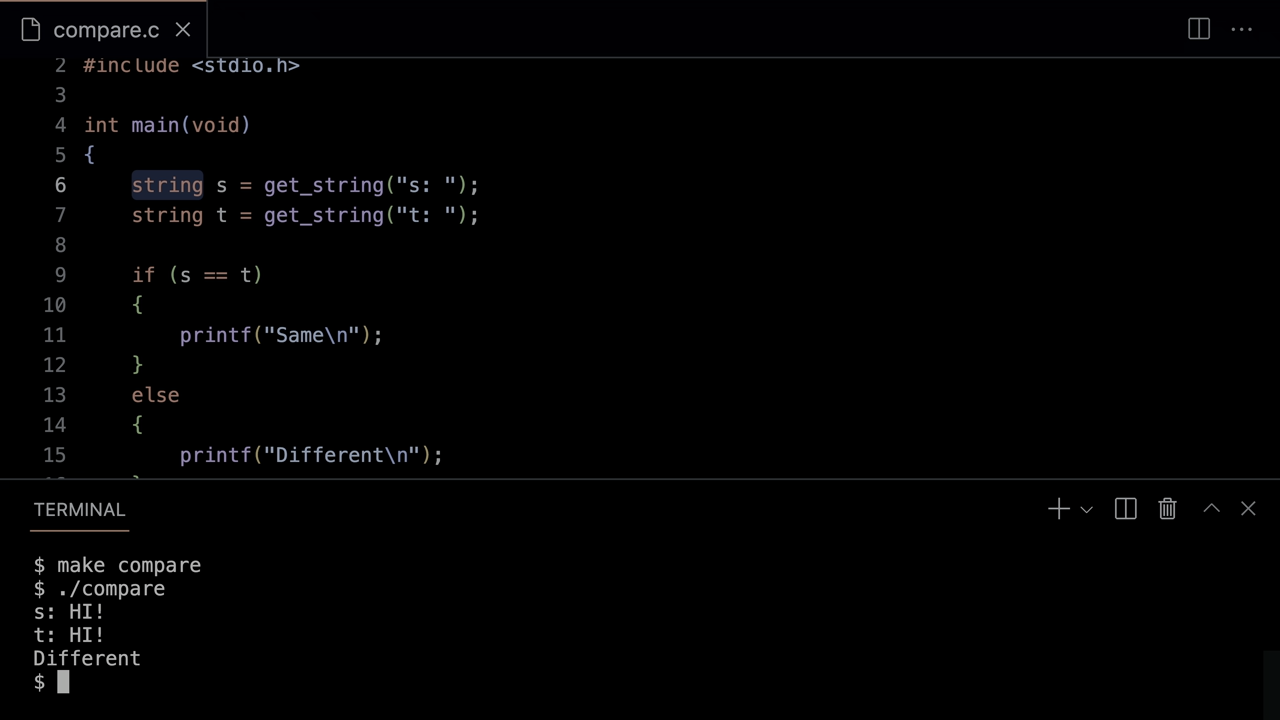 compare.c
2 #include <stdio.h>
3
4 int main(void)
5 {
6     string s = get_string("s: ");
7     string t = get_string("t: ");
8
9     if (s == t)
10     {
11         printf("Same\n");
12     }
13     else
14     {
15         printf("Different\n");
TERMINAL
$ make compare
$ ./compare
s: HI!
t: HI!
Different
$